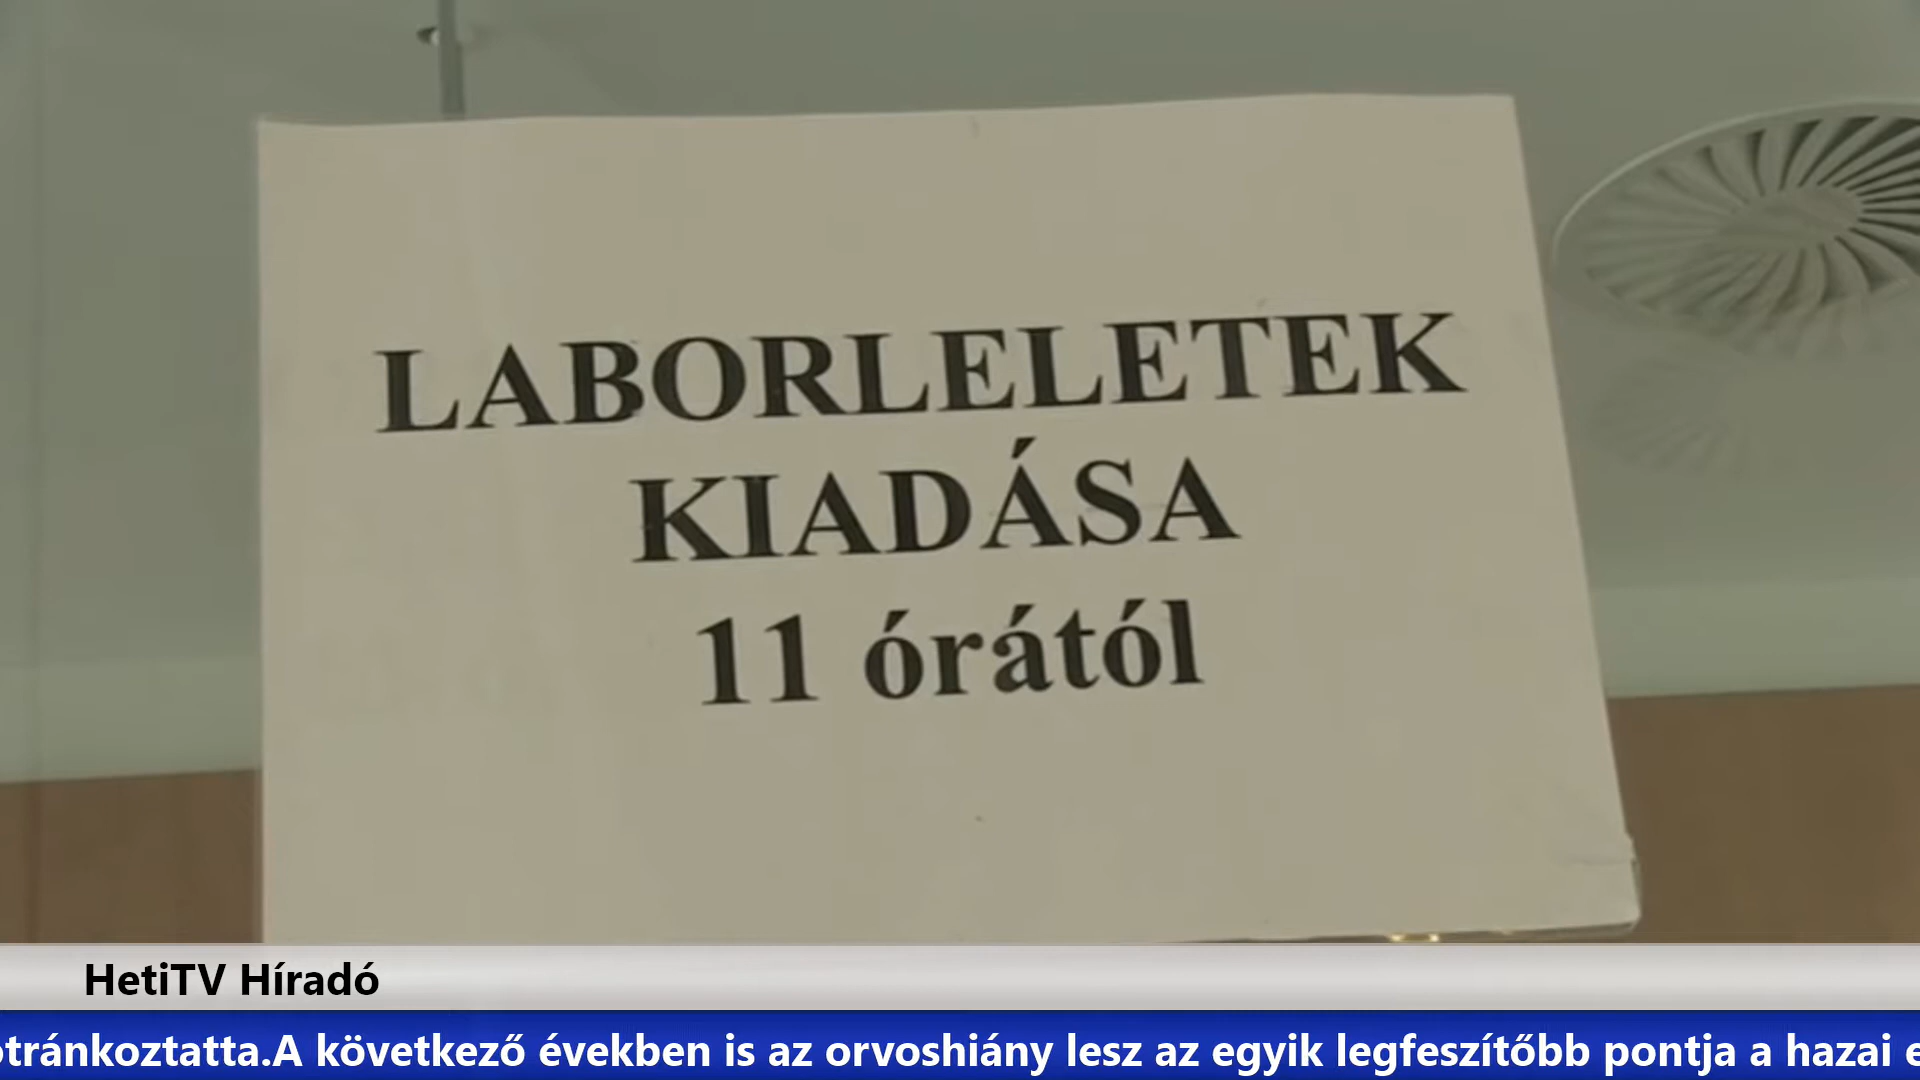 LABORLELETEK
KIADÁSA
11 órától
HetiTV Híradó
otránkoztatta.A következő években is az orvoshiány lesz az egyik legfeszítőbb pontja a hazai e